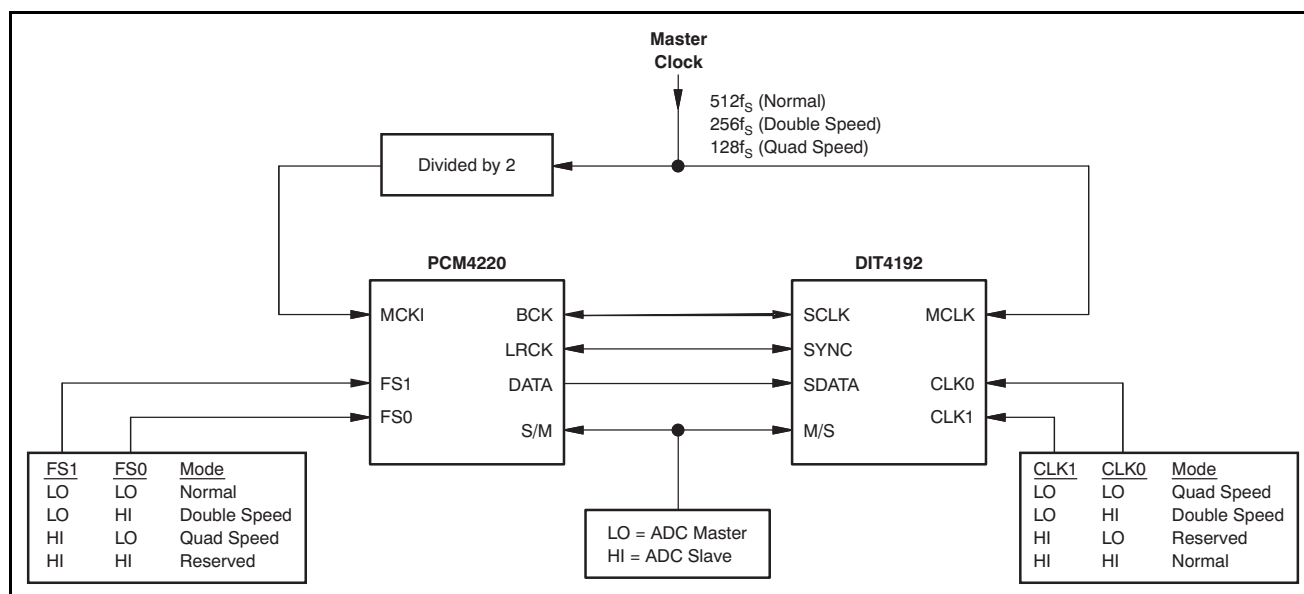 Master
Clock
512fS (Normal)
256fS (Double Speed)
128fS (Quad Speed)
Divided by 2
PCM4220
DIT4192
MCKI
BCK
SCLK
MCLK
LRCK
SYNC
FS1
DATA
SDATA
CLK0
FS0
S/M
M/S
CLK1
FS1 FS0 Mode
LO LO Normal
LO HI Double Speed
HI LO Quad Speed
HI HI Reserved
LO = ADC Master
HI = ADC Slave
CLK1 CLK0 Mode
LO LO Quad Speed
LO HI Double Speed
HI LO Reserved
HI HI Normal